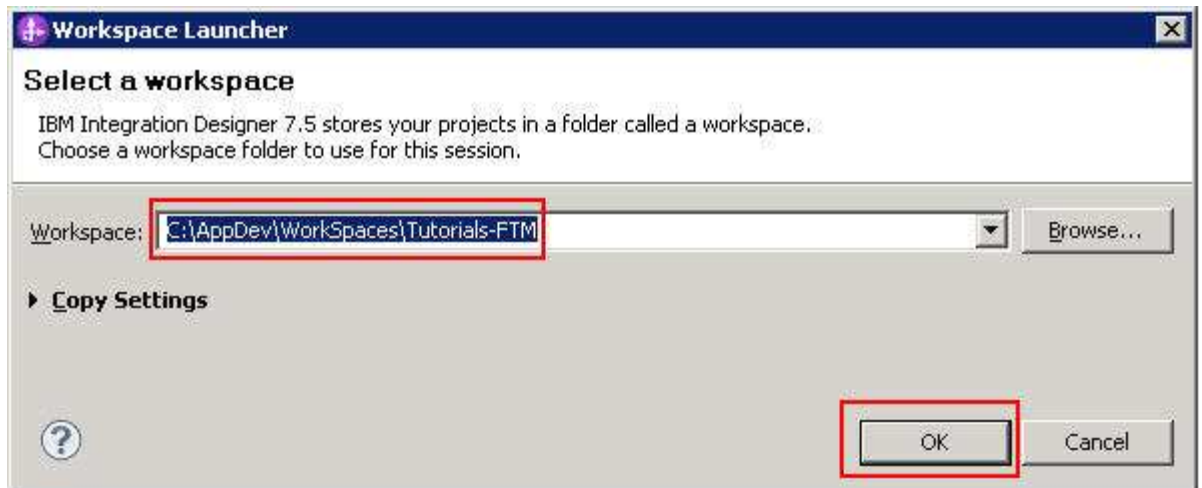 Workspace Launcher
Select a workspace
IBM Integration Designer 7.5 stores your projects in a folder called a workspace.
Choose a workspace folder to use for this session.
Workspace: C:\AppDev\WorkSpaces\Tutorials-FTM Browse...
Copy Settings
? OK Cancel